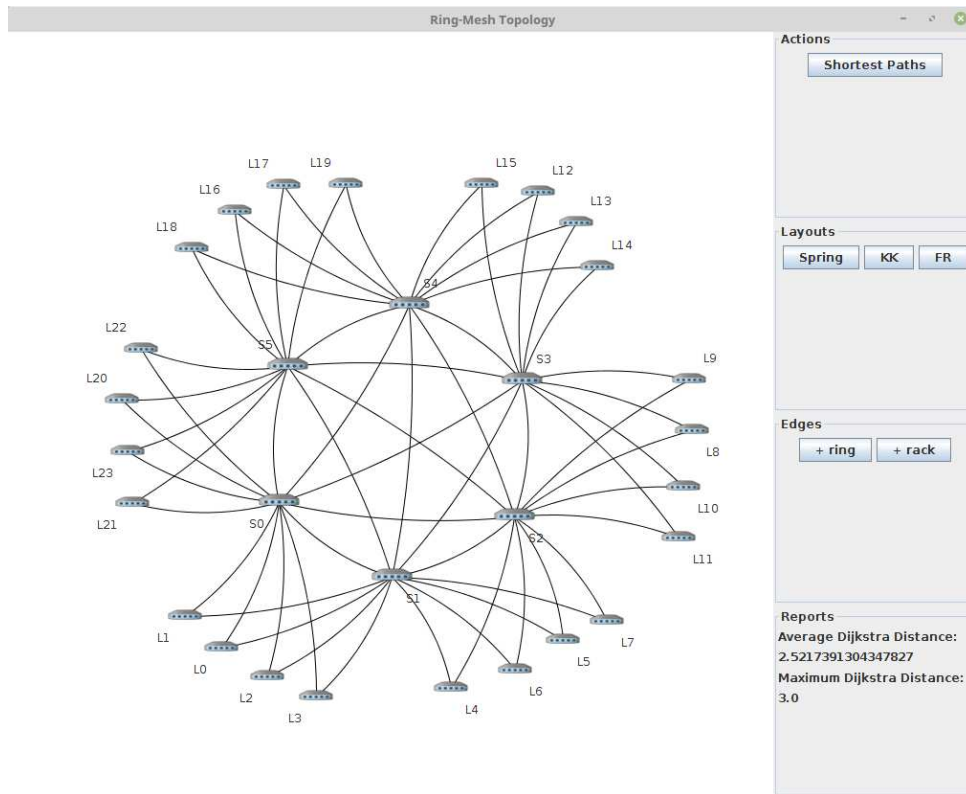 Ring-Mesh Topology
Actions
Shortest Paths
Layouts
Spring
KK
FR
Edges
+ ring
+ rack
Reports
Average Dijkstra Distance:
2.5217391304347827
Maximum Dijkstra Distance:
3.0
L17
L19
L15
L12
L16
L13
L18
L14
S4
L22
S5
S3
L9
L20
L8
L23
L10
L21
S0
S2
L11
S1
L1
L7
L0
L5
L2
L6
L3
L4